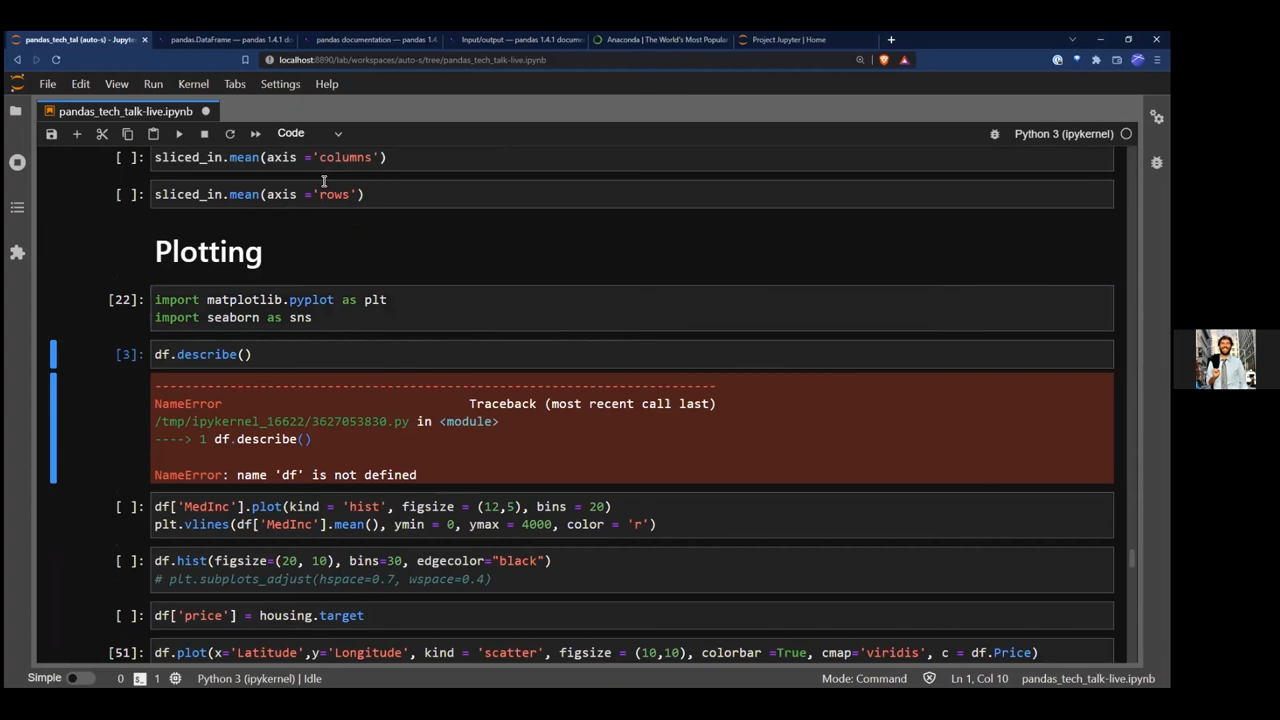 pandas_tech_tal (auto-s) - Jupyte
pandas.DataFrame — pandas 1.4.1 do
pandas documentation — pandas 1.4.
Input/output — pandas 1.4.1 docume
Anaconda | The World's Most Popular
Project Jupyter | Home
localhost:8890/lab/workspaces/auto-s/tree/pandas_tech_talk-live.ipynb
File Edit View Run Kernel Tabs Settings Help
pandas_tech_talk-live.ipynb
Code
Python 3 (ipykernel)
[ ]: sliced_in.mean(axis ='columns')
[ ]: sliced_in.mean(axis ='rows')
Plotting
[22]: import matplotlib.pyplot as plt
import seaborn as sns
[3]: df.describe()
---------------------------------------------------------------------------
NameError Traceback (most recent call last)
/tmp/ipykernel_16622/3627053830.py in <module>
----> 1 df.describe()
NameError: name 'df' is not defined
[ ]: df['MedInc'].plot(kind = 'hist', figsize = (12,5), bins = 20)
plt.vlines(df['MedInc'].mean(), ymin = 0, ymax = 4000, color = 'r')
[ ]: df.hist(figsize=(20, 10), bins=30, edgecolor="black")
# plt.subplots_adjust(hspace=0.7, wspace=0.4)
[ ]: df['price'] = housing.target
[51]: df.plot(x='Latitude',y='Longitude', kind = 'scatter', figsize = (10,10), colorbar =True, cmap='viridis', c = df.Price)
Simple 0 1 Python 3 (ipykernel) | Idle Mode: Command Ln 1, Col 10 pandas_tech_talk-live.ipynb